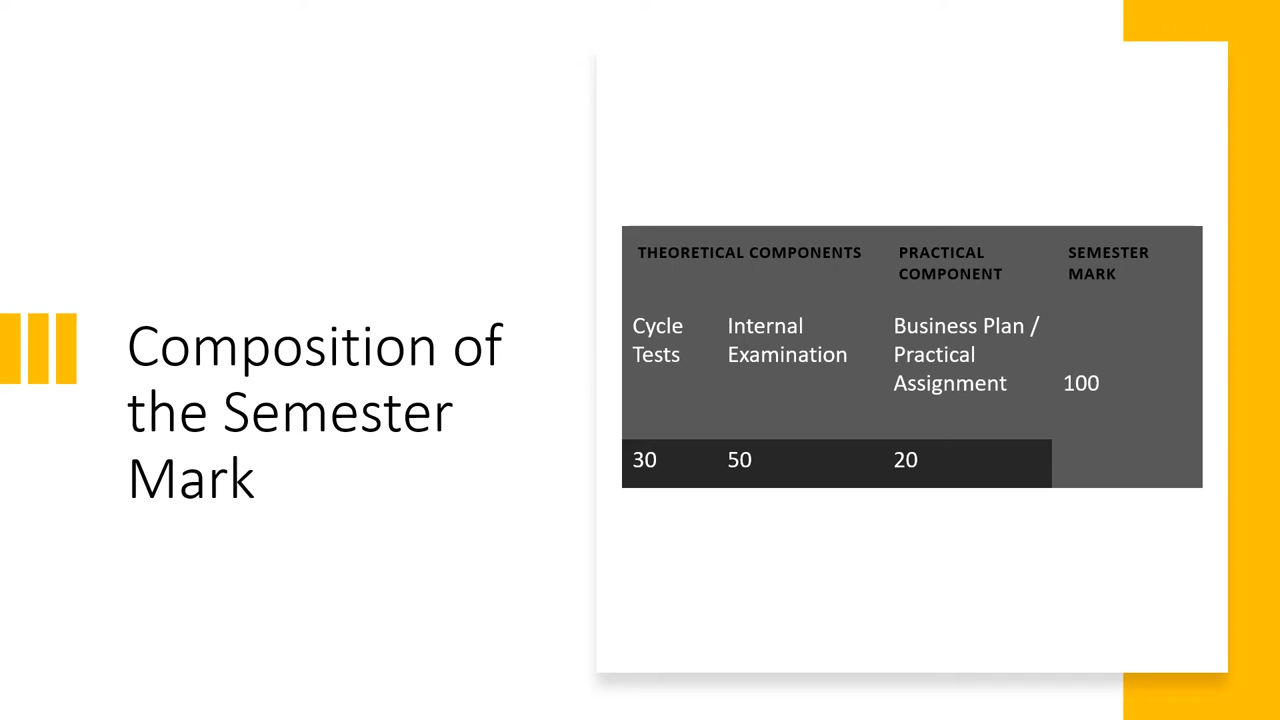 Composition of
the Semester
Mark
THEORETICAL COMPONENTS
PRACTICAL
COMPONENT
SEMESTER
MARK
Cycle
Tests
Internal
Examination
Business Plan /
Practical
Assignment
100
30
50
20